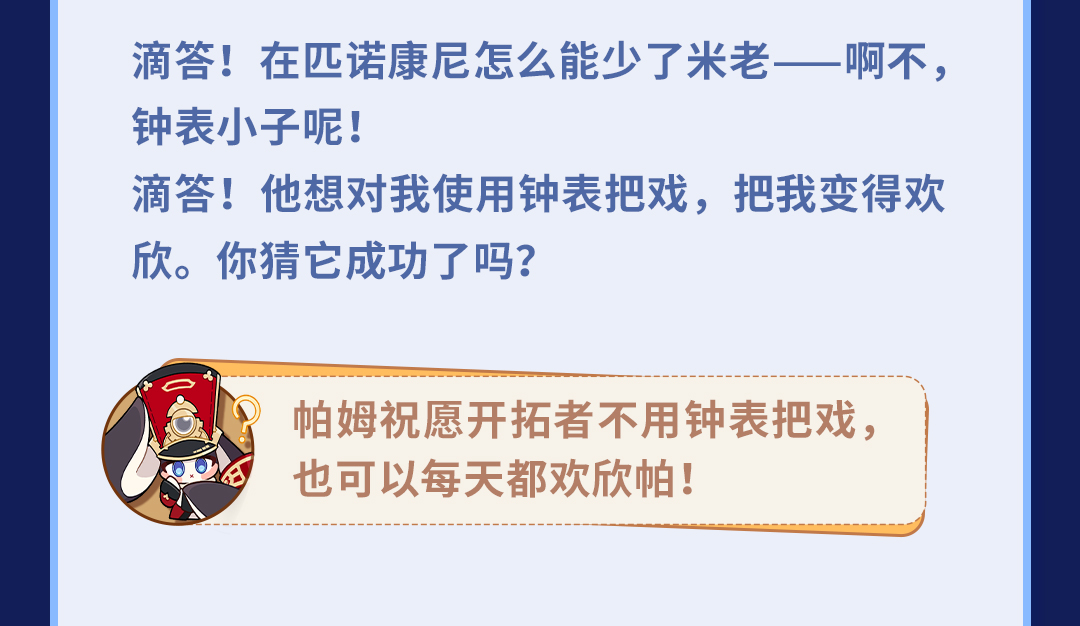 滴答！在匹诺康尼怎么能少了米老——啊不，
钟表小子呢！
滴答！他想对我使用钟表把戏，把我变得欢
欣。你猜它成功了吗？
帕姆祝愿开拓者不用钟表把戏，
也可以每天都欢欣帕！